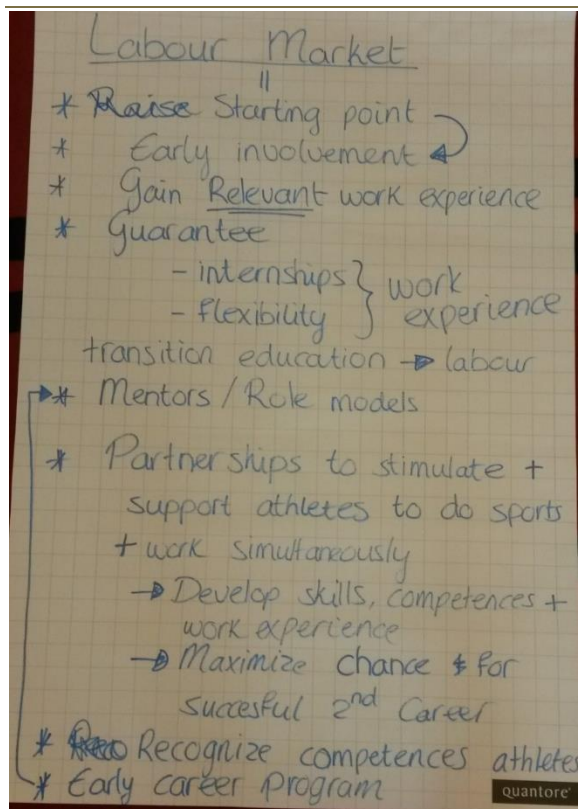 Labour Market
* Raise Starting point
* Early involvement
* Gain Relevant work experience
* Guarantee
- internships } work
- flexibility } experience
transition education → labour
* Mentors / Role models
* Partnerships to stimulate +
support athletes to do sports
+ work simultaneously
→ Develop skills, competences +
work experience
→ Maximize chance for
succesful 2nd Career
* Recognize competences athletes
* Early career program
quantore